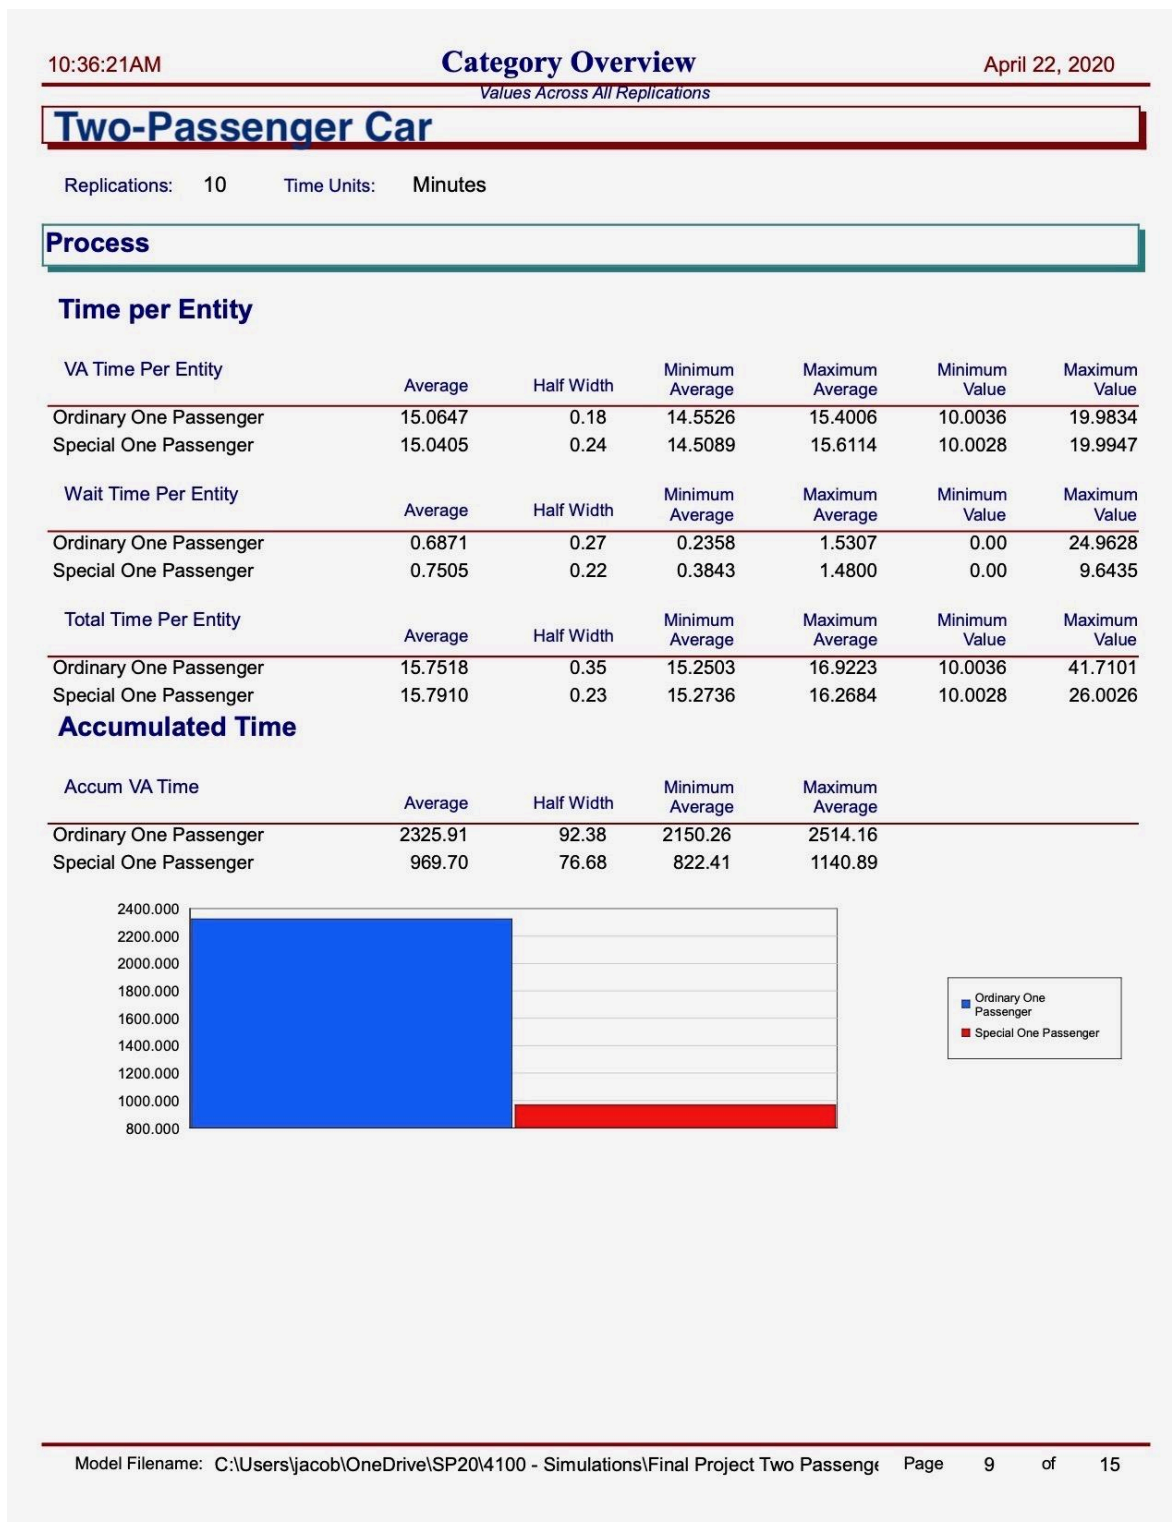 10:36:21AM Category Overview April 22, 2020
Values Across All Replications
Two-Passenger Car
Replications: 10 Time Units: Minutes
Process
Time per Entity
VA Time Per Entity Average Half Width Minimum Average Maximum Average Minimum Value Maximum Value
Ordinary One Passenger 15.0647 0.18 14.5526 15.4006 10.0036 19.9834
Special One Passenger 15.0405 0.24 14.5089 15.6114 10.0028 19.9947
Wait Time Per Entity Average Half Width Minimum Average Maximum Average Minimum Value Maximum Value
Ordinary One Passenger 0.6871 0.27 0.2358 1.5307 0.00 24.9628
Special One Passenger 0.7505 0.22 0.3843 1.4800 0.00 9.6435
Total Time Per Entity Average Half Width Minimum Average Maximum Average Minimum Value Maximum Value
Ordinary One Passenger 15.7518 0.35 15.2503 16.9223 10.0036 41.7101
Special One Passenger 15.7910 0.23 15.2736 16.2684 10.0028 26.0026
Accumulated Time
Accum VA Time Average Half Width Minimum Average Maximum Average
Ordinary One Passenger 2325.91 92.38 2150.26 2514.16
Special One Passenger 969.70 76.68 822.41 1140.89
2400.000
2200.000
2000.000
1800.000
1600.000
1400.000
1200.000
1000.000
800.000
Ordinary One
Passenger
Special One Passenger
Model Filename: C:\Users\jacob\OneDrive\SP20\4100 - Simulations\Final Project Two Passenge Page 9 of 15